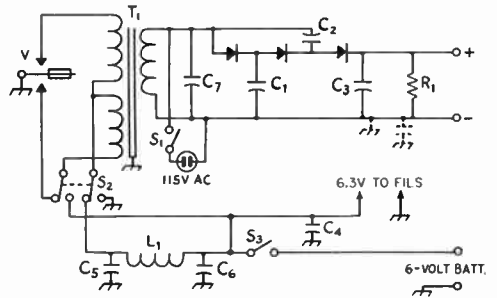 T1
C2
V
+
C7
C1
C3
R1
-
S1
115V AC
S2
6.3V TO FILS
C4
L1
S3
C5
C6
6-VOLT BATT.